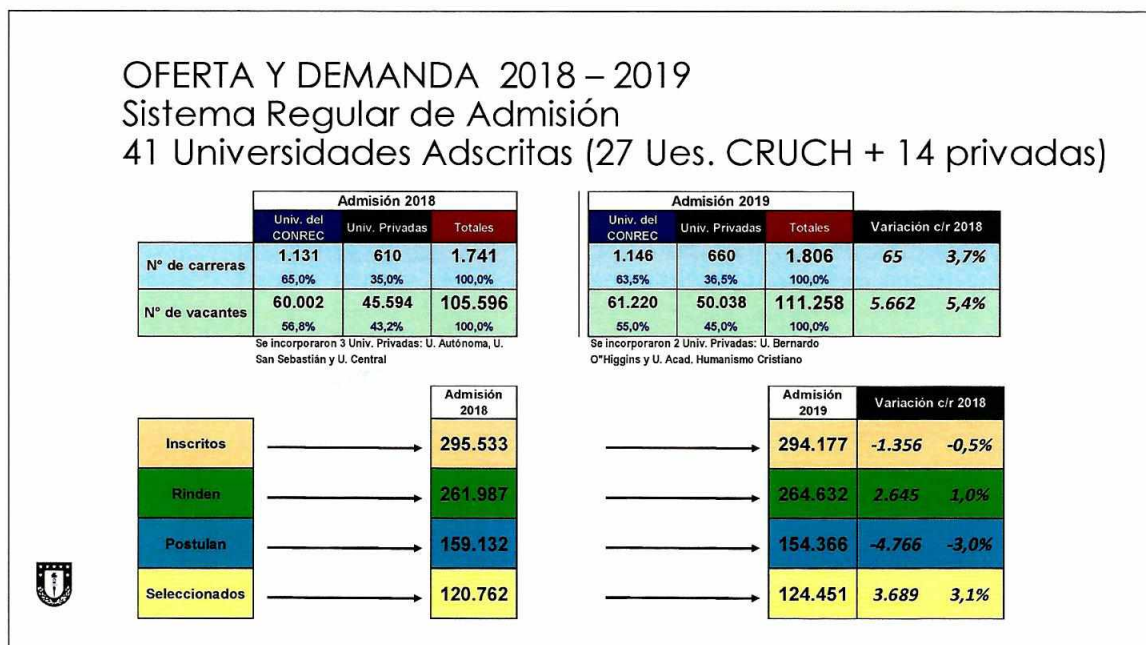 OFERTA Y DEMANDA 2018 – 2019
Sistema Regular de Admisión
41 Universidades Adscritas (27 Ues. CRUCH + 14 privadas)
Admisión 2018 Admisión 2019
Univ. del CONREC Univ. Privadas Totales Univ. del CONREC Univ. Privadas Totales Variación c/r 2018
N° de carreras 1.131 610 1.741 1.146 660 1.806 65 3,7%
65,0% 35,0% 100,0% 63,5% 36,5% 100,0%
N° de vacantes 60.002 45.594 105.596 61.220 50.038 111.258 5.662 5,4%
56,8% 43,2% 100,0% 55,0% 45,0% 100,0%
Se incorporaron 3 Univ. Privadas: U. Autónoma, U.
San Sebastián y U. Central
Se incorporaron 2 Univ. Privadas: U. Bernardo
O"Higgins y U. Acad. Humanismo Cristiano
Admisión 2018 Admisión 2019 Variación c/r 2018
Inscritos 295.533 294.177 -1.356 -0,5%
Rinden 261.987 264.632 2.645 1,0%
Postulan 159.132 154.366 -4.766 -3,0%
Seleccionados 120.762 124.451 3.689 3,1%